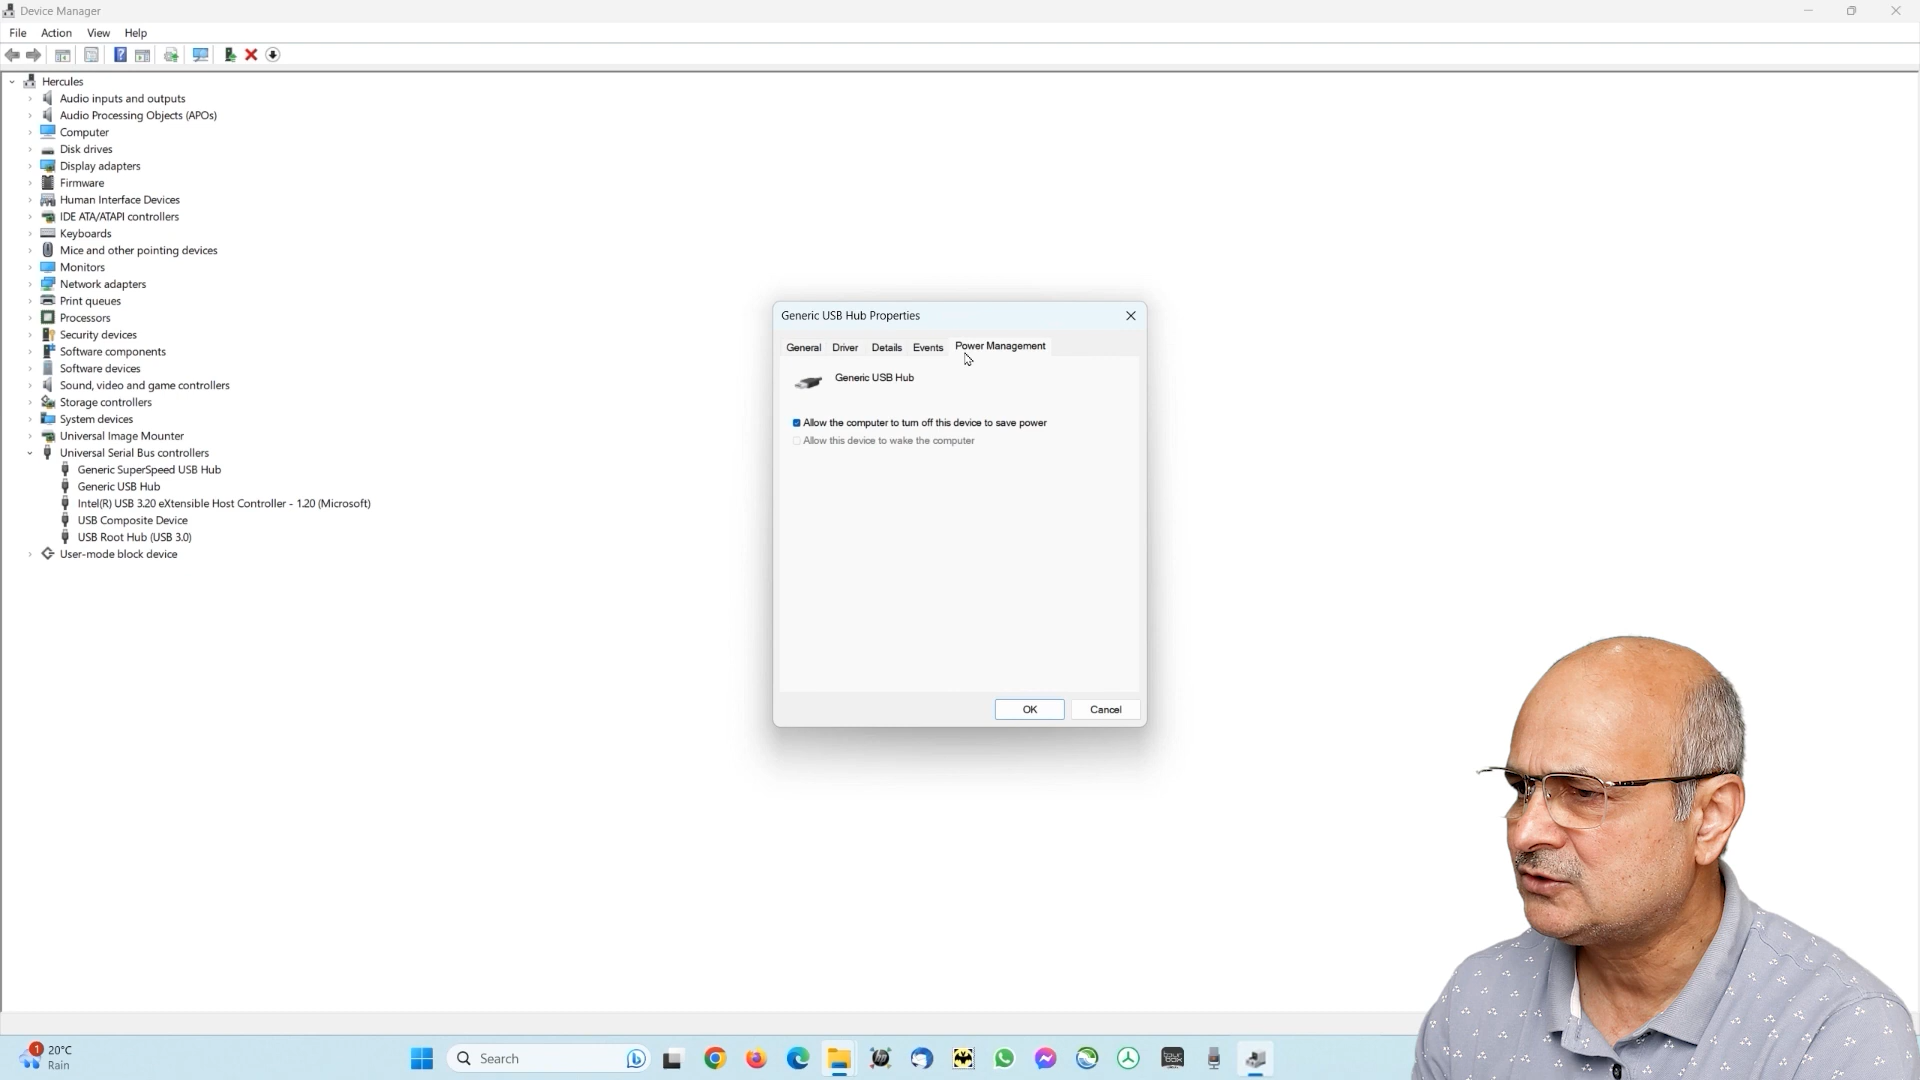 Device Manager
File Action View Help
Hercules
Audio inputs and outputs
Audio Processing Objects (APOs)
Computer
Disk drives
Display adapters
Firmware
Human Interface Devices
IDE ATA/ATAPI controllers
Keyboards
Mice and other pointing devices
Monitors
Network adapters
Print queues
Processors
Security devices
Software components
Software devices
Sound, video and game controllers
Storage controllers
System devices
Universal Image Mounter
Universal Serial Bus controllers
Generic SuperSpeed USB Hub
Generic USB Hub
Intel(R) USB 3.20 eXtensible Host Controller - 1.20 (Microsoft)
USB Composite Device
USB Root Hub (USB 3.0)
User-mode block device
Generic USB Hub Properties
General Driver Details Events Power Management
Generic USB Hub
Allow the computer to turn off this device to save power
Allow this device to wake the computer
OK Cancel
1
20°C
Rain
Search
hp
tour
box